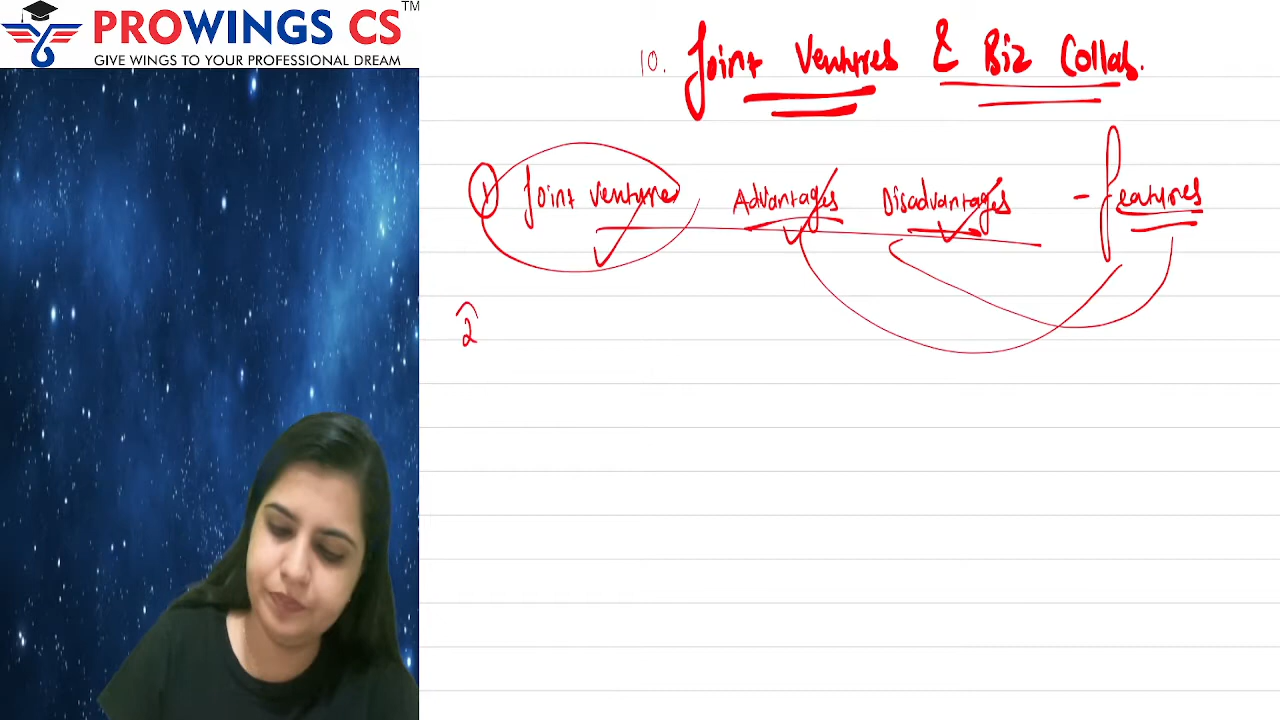 PROWINGS CS™
GIVE WINGS TO YOUR PROFESSIONAL DREAM
10. Joint Ventures & Biz Collab.
1 Joint Ventures Advantages Disadvantages - Features
2